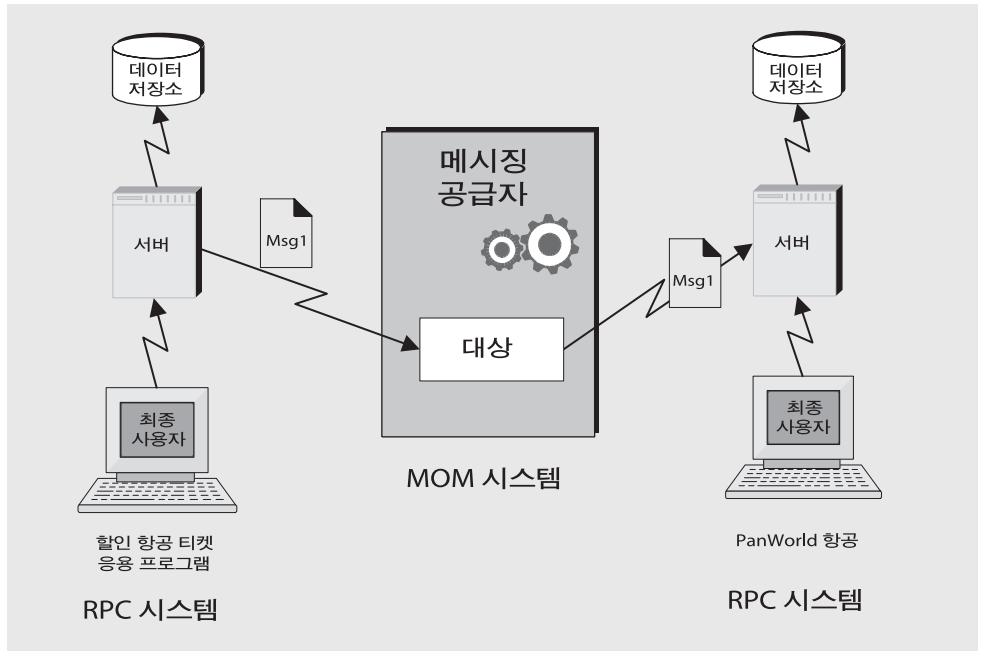 데이터
저장소
서버
Msg1
최종
사용자
할인 항공 티켓
응용 프로그램
RPC 시스템
메시징
공급자
대상
MOM 시스템
데이터
저장소
Msg1
서버
최종
사용자
PanWorld 항공
RPC 시스템